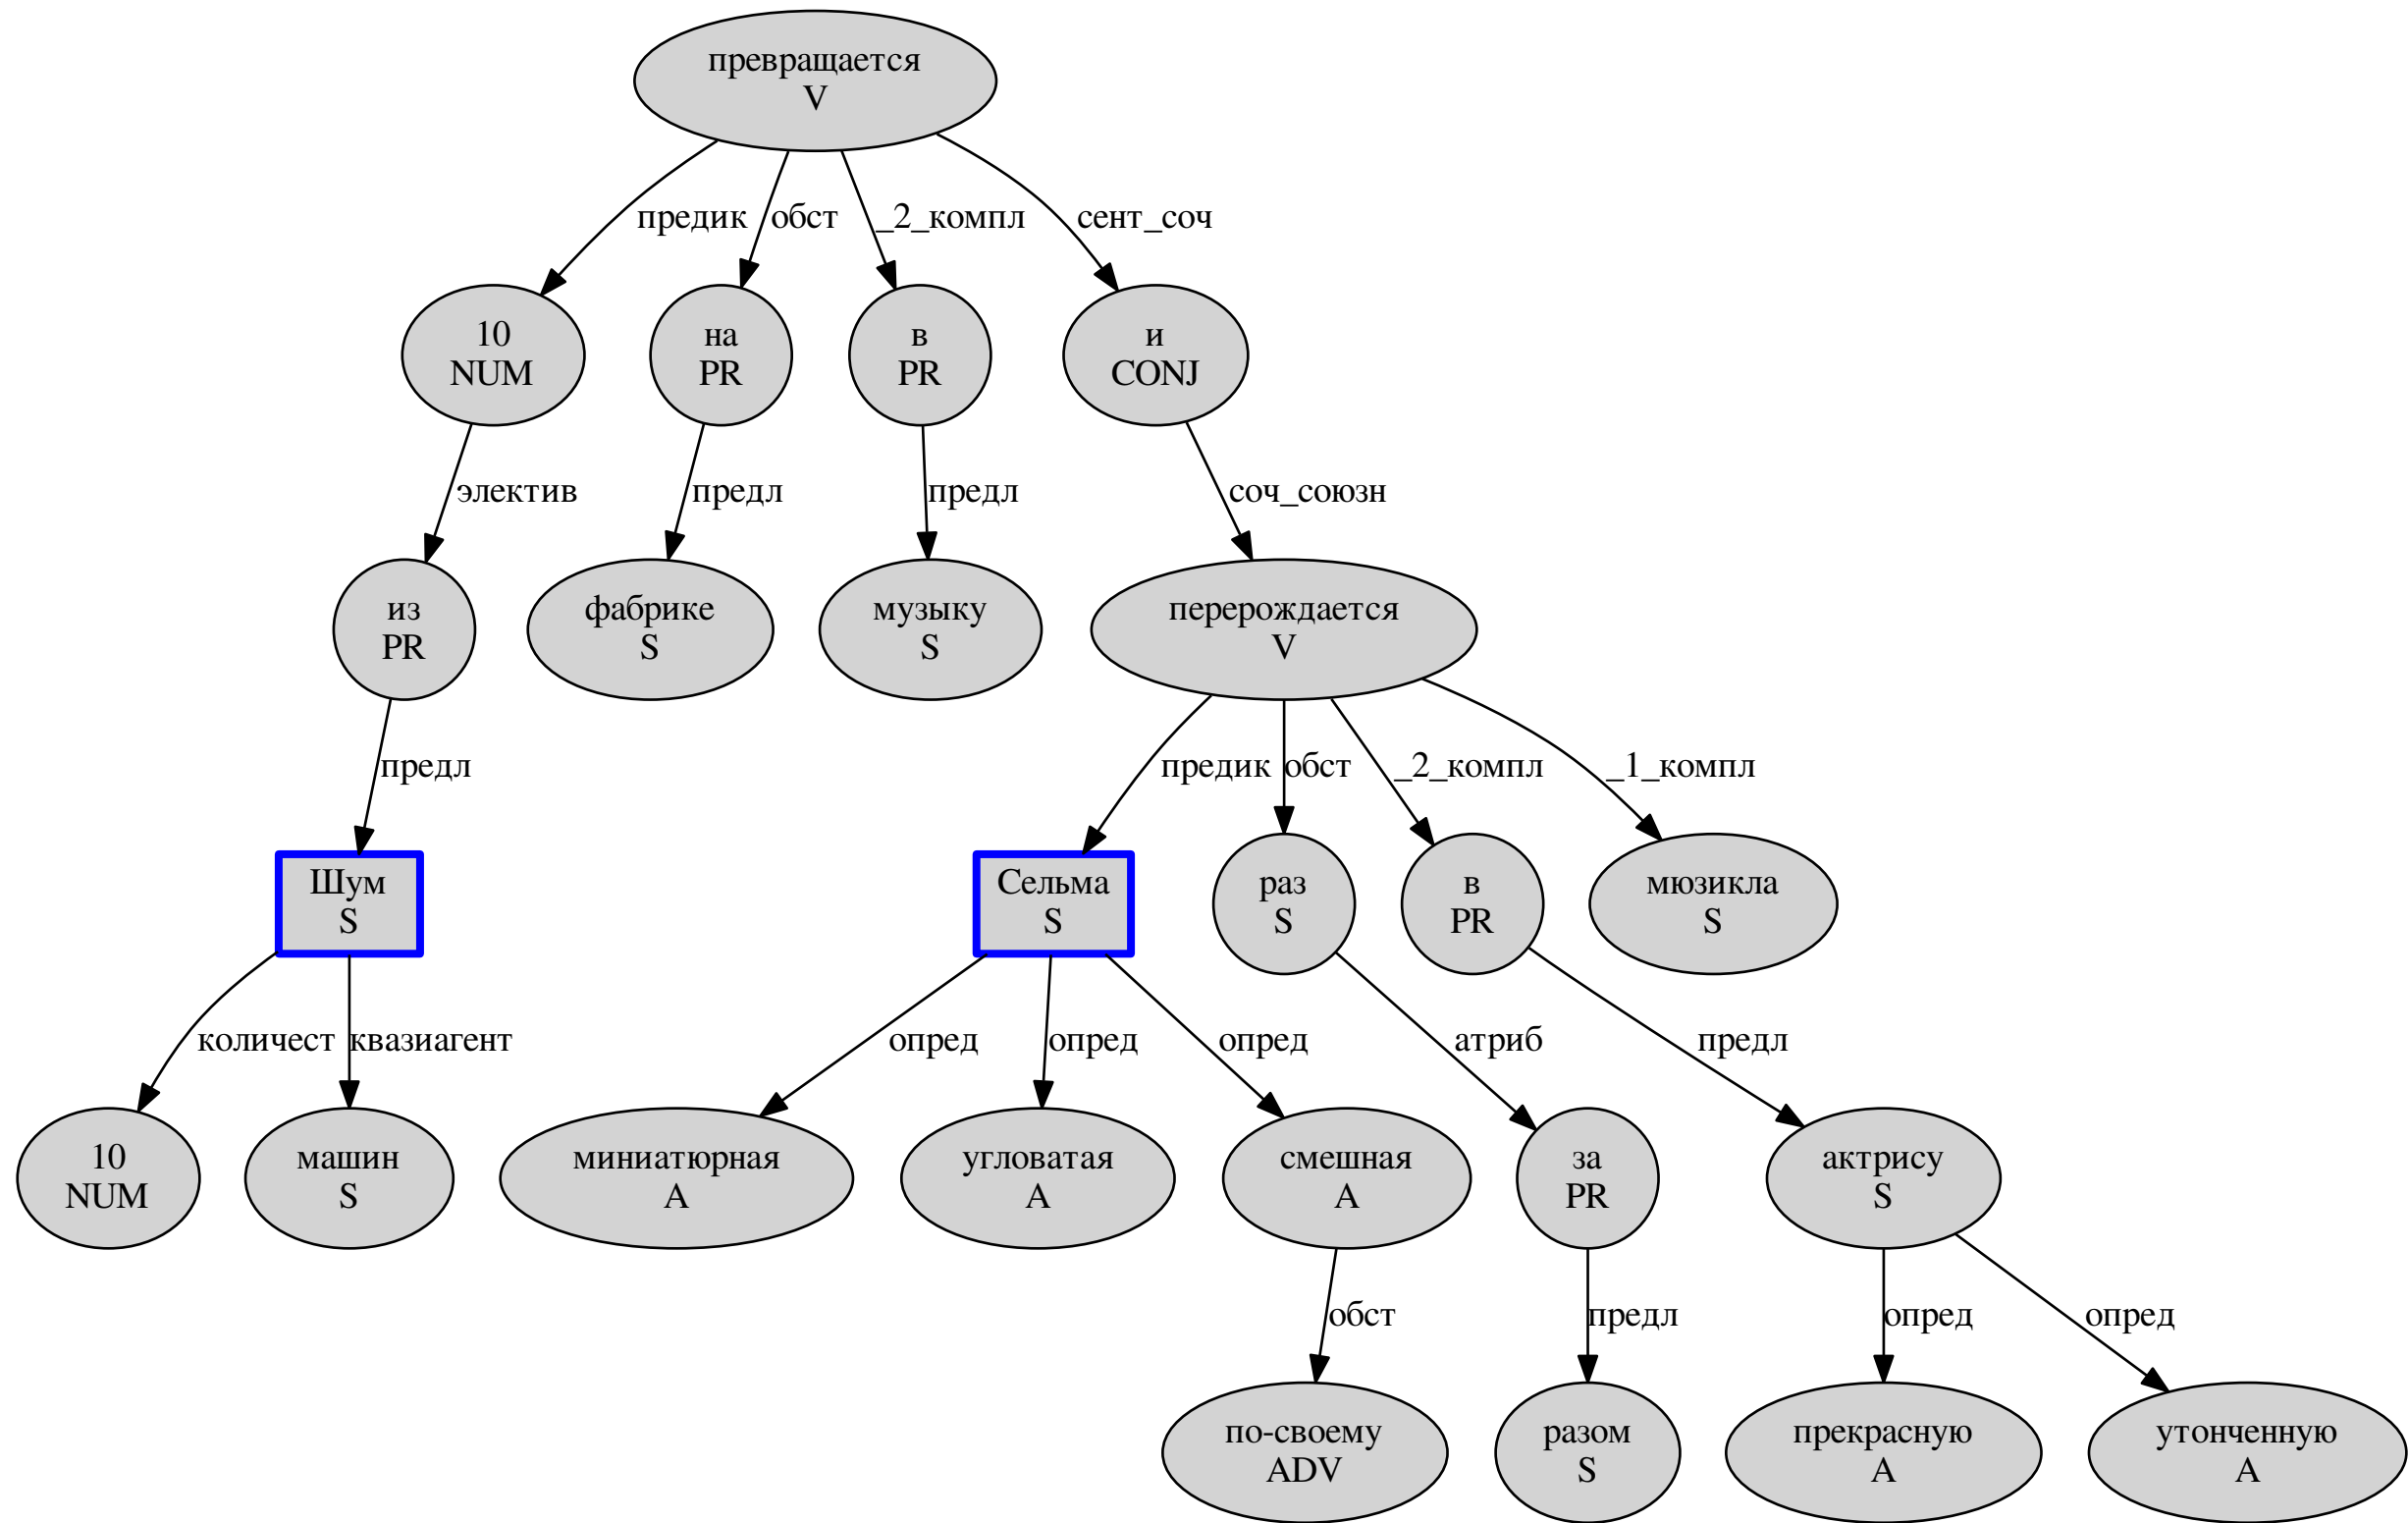 превращается
V
предик
обст
_2_компл
сент_соч
10
NUM
на
PR
в
PR
и
CONJ
электив
предл
предл
соч_союзн
из
PR
фабрике
S
музыку
S
перерождается
V
предл
предик
обст
_2_компл
_1_компл
Шум
S
Сельма
S
раз
S
в
PR
мюзикла
S
количест
квазиагент
опред
опред
опред
атриб
предл
10
NUM
машин
S
миниатюрная
A
угловатая
A
смешная
A
за
PR
актрису
S
обст
предл
опред
опред
по-своему
ADV
разом
S
прекрасную
A
утонченную
A